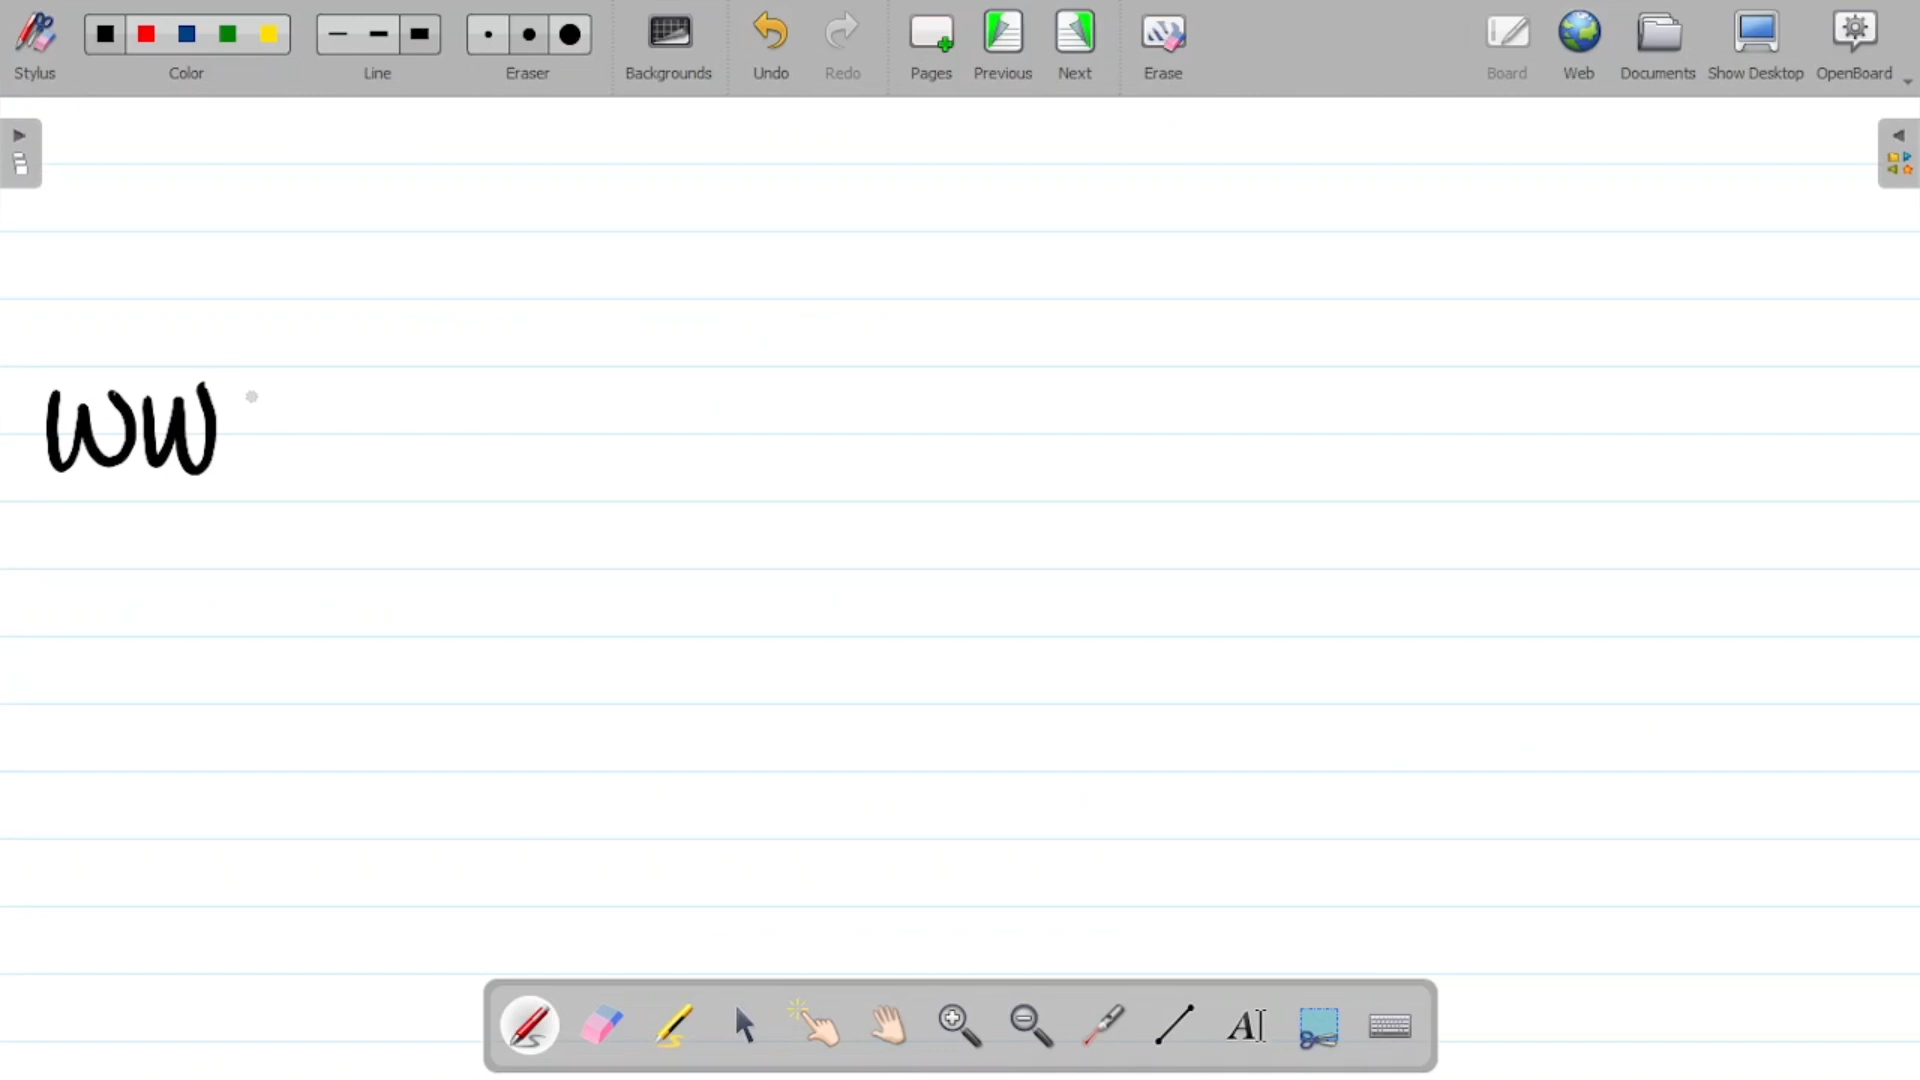 Stylus Color Line Eraser Backgrounds Undo Redo Pages Previous Next Erase Board Web Documents Show Desktop OpenBoard
ww
A